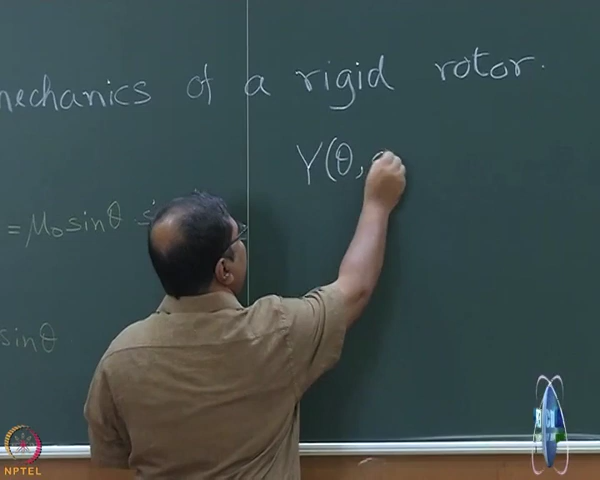 mechanics of a rigid rotor.
Y(θ,
= μ₀ sinθ
sinθ
NPTEL